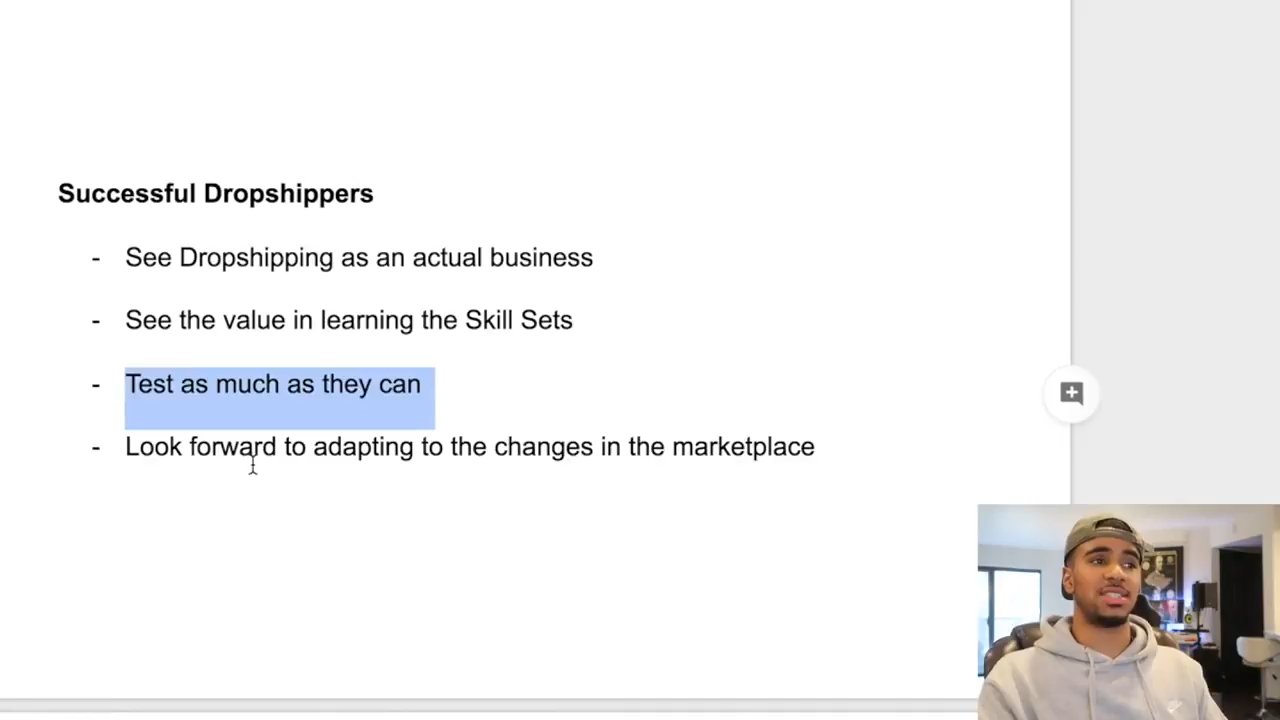 Successful Dropshippers
- See Dropshipping as an actual business
- See the value in learning the Skill Sets
- Test as much as they can
- Look forward to adapting to the changes in the marketplace